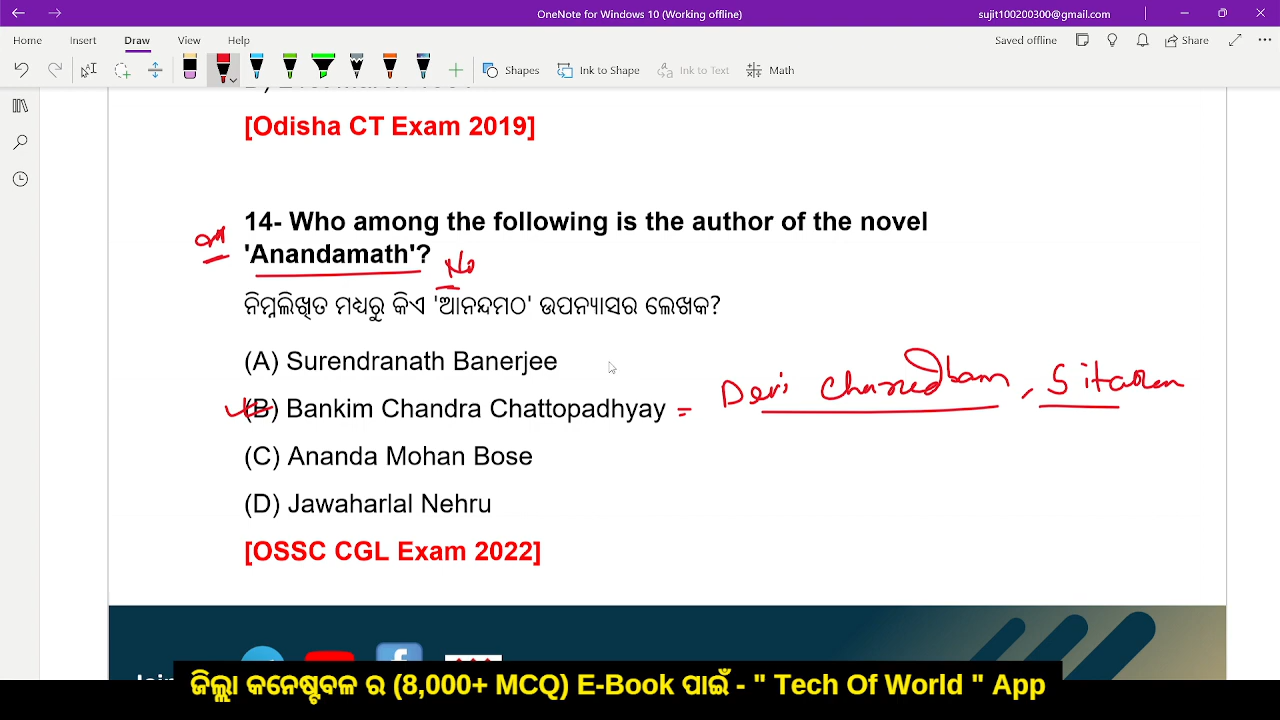 OneNote for Windows 10 (Working offline)
sujit100200300@gmail.com
Home Insert Draw View Help
Saved offline
Share
Shapes
Ink to Shape
Ink to Text
Math
[Odisha CT Exam 2019]
14- Who among the following is the author of the novel
'Anandamath'?
No
ନିମ୍ନଲିଖିତ ମଧ୍ୟରୁ କିଏ 'ଆନନ୍ଦମଠ' ଉପନ୍ୟାସର ଲେଖକ?
(A) Surendranath Banerjee
(B) Bankim Chandra Chattopadhyay =
(C) Ananda Mohan Bose
(D) Jawaharlal Nehru
[OSSC CGL Exam 2022]
ଜିଲ୍ଲା କନେଷ୍ଟବଳ ର (8,000+ MCQ) E-Book ପାଇଁ - " Tech Of World " App